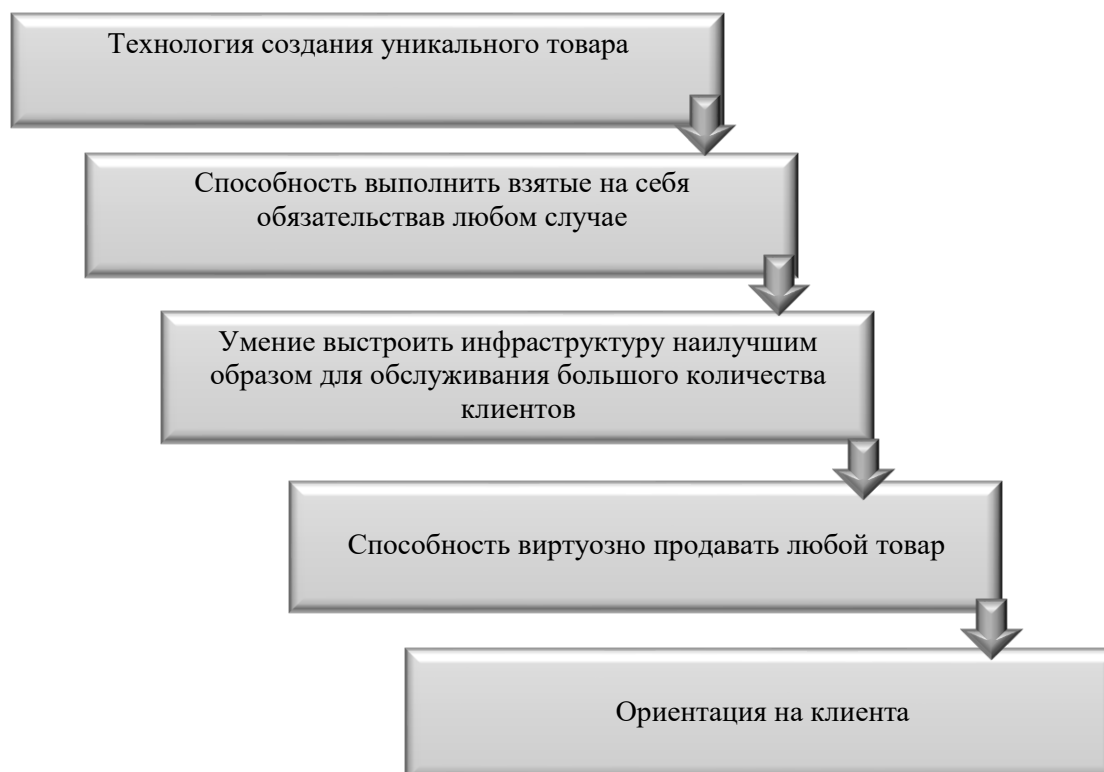 Технология создания уникального товара
Способность выполнить взятые на себя
обязательствав любом случае
Умение выстроить инфраструктуру наилучшим
образом для обслуживания большого количества
клиентов
Способность виртуозно продавать любой товар
Ориентация на клиента